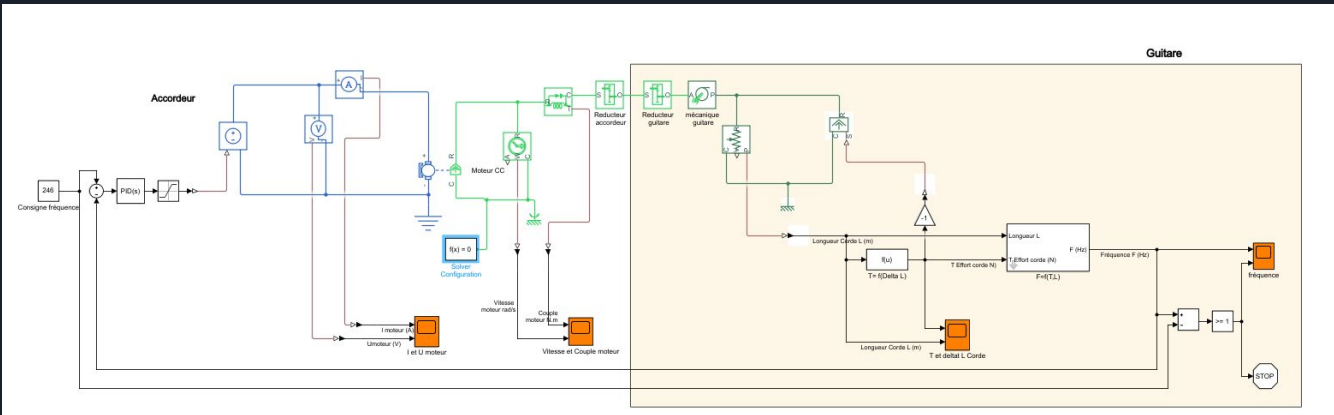 Guitare
Accordeur
A
V
+
-
R
C
Moteur CC
A
R
W
C
R
C
T
S
O
Reducteur
accordeur
S
O
Reducteur
guitare
A
P
mécanique
guitare
C
R
P
C
R
S
246
Consigne fréquence
+
-
PID(s)
f(x) = 0
Solver
Configuration
-1
Longueur Corde L (m)
f(u)
T= f(Delta L)
T Effort corde N)
Longueur L
T Effort corde (N)
F (Hz)
F=f(T,L)
Fréquence F (Hz)
fréquence
Vitesse
moteur rad/s
Couple
moteur N.m
Vitesse et Couple moteur
I moteur (A)
Umoteur (V)
I et U moteur
Longueur Corde L (m)
T et deltat L Corde
+
-
>= 1
STOP